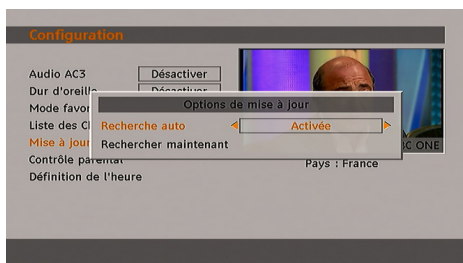 Configuration
Audio AC3 Désactiver
Dur d'oreille Désactiver
Mode favor
Options de mise à jour
Liste des C
Recherche auto Activée
Mise à jour
Rechercher maintenant
BC ONE
Contrôle parental
Pays : France
Définition de l'heure